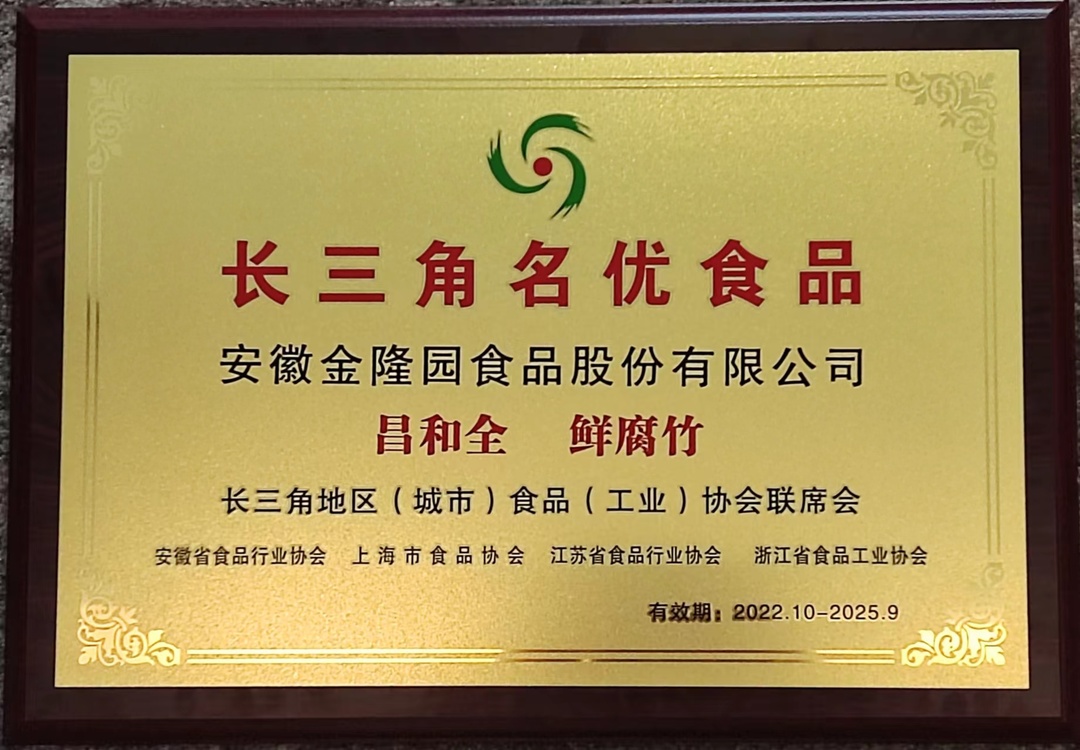 长三角名优食品
安徽金隆园食品股份有限公司
昌和全 鲜腐竹
长三角地区（城市）食品（工业）协会联席会
安徽省食品行业协会 上海市食品协会 江苏省食品行业协会 浙江省食品工业协会
有效期：2022.10-2025.9